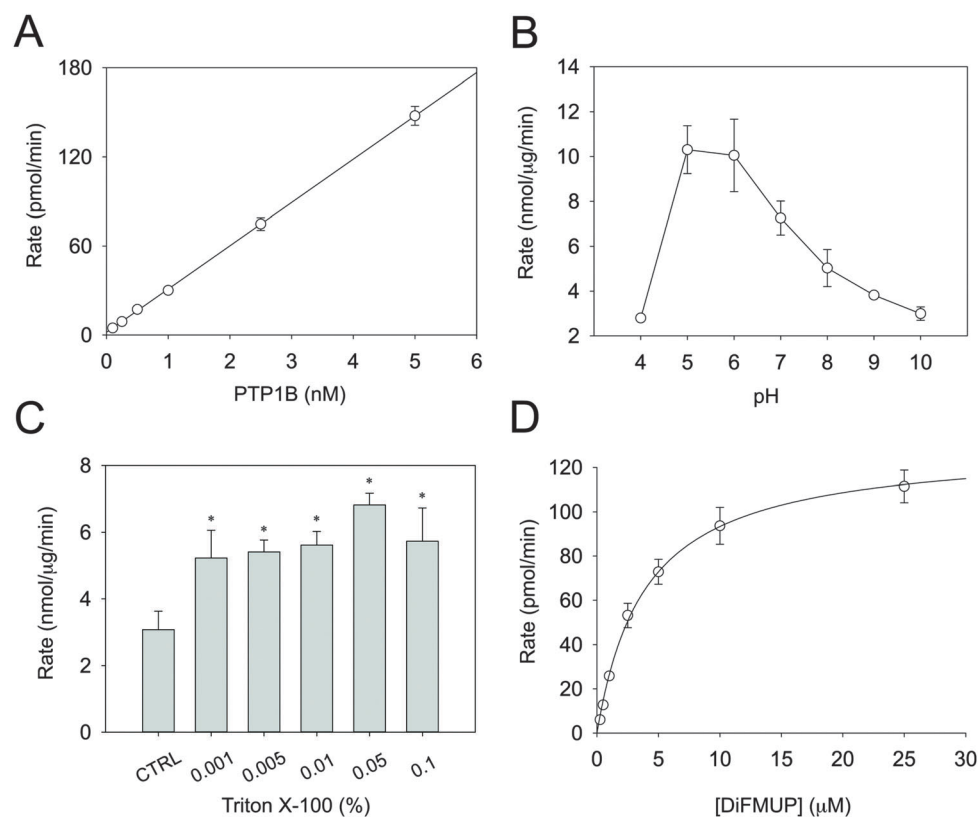 A
Rate (pmol/min)
180
120
60
0
0 1 2 3 4 5 6
PTP1B (nM)
B
Rate (nmol/μg/min)
14
12
10
8
6
4
2
4 5 6 7 8 9 10
pH
C
Rate (nmol/μg/min)
8
6
4
2
0
* * * * *
CTRL 0.001 0.005 0.01 0.05 0.1
Triton X-100 (%)
D
Rate (pmol/min)
120
100
80
60
40
20
0
0 5 10 15 20 25 30
[DiFMUP] (μM)